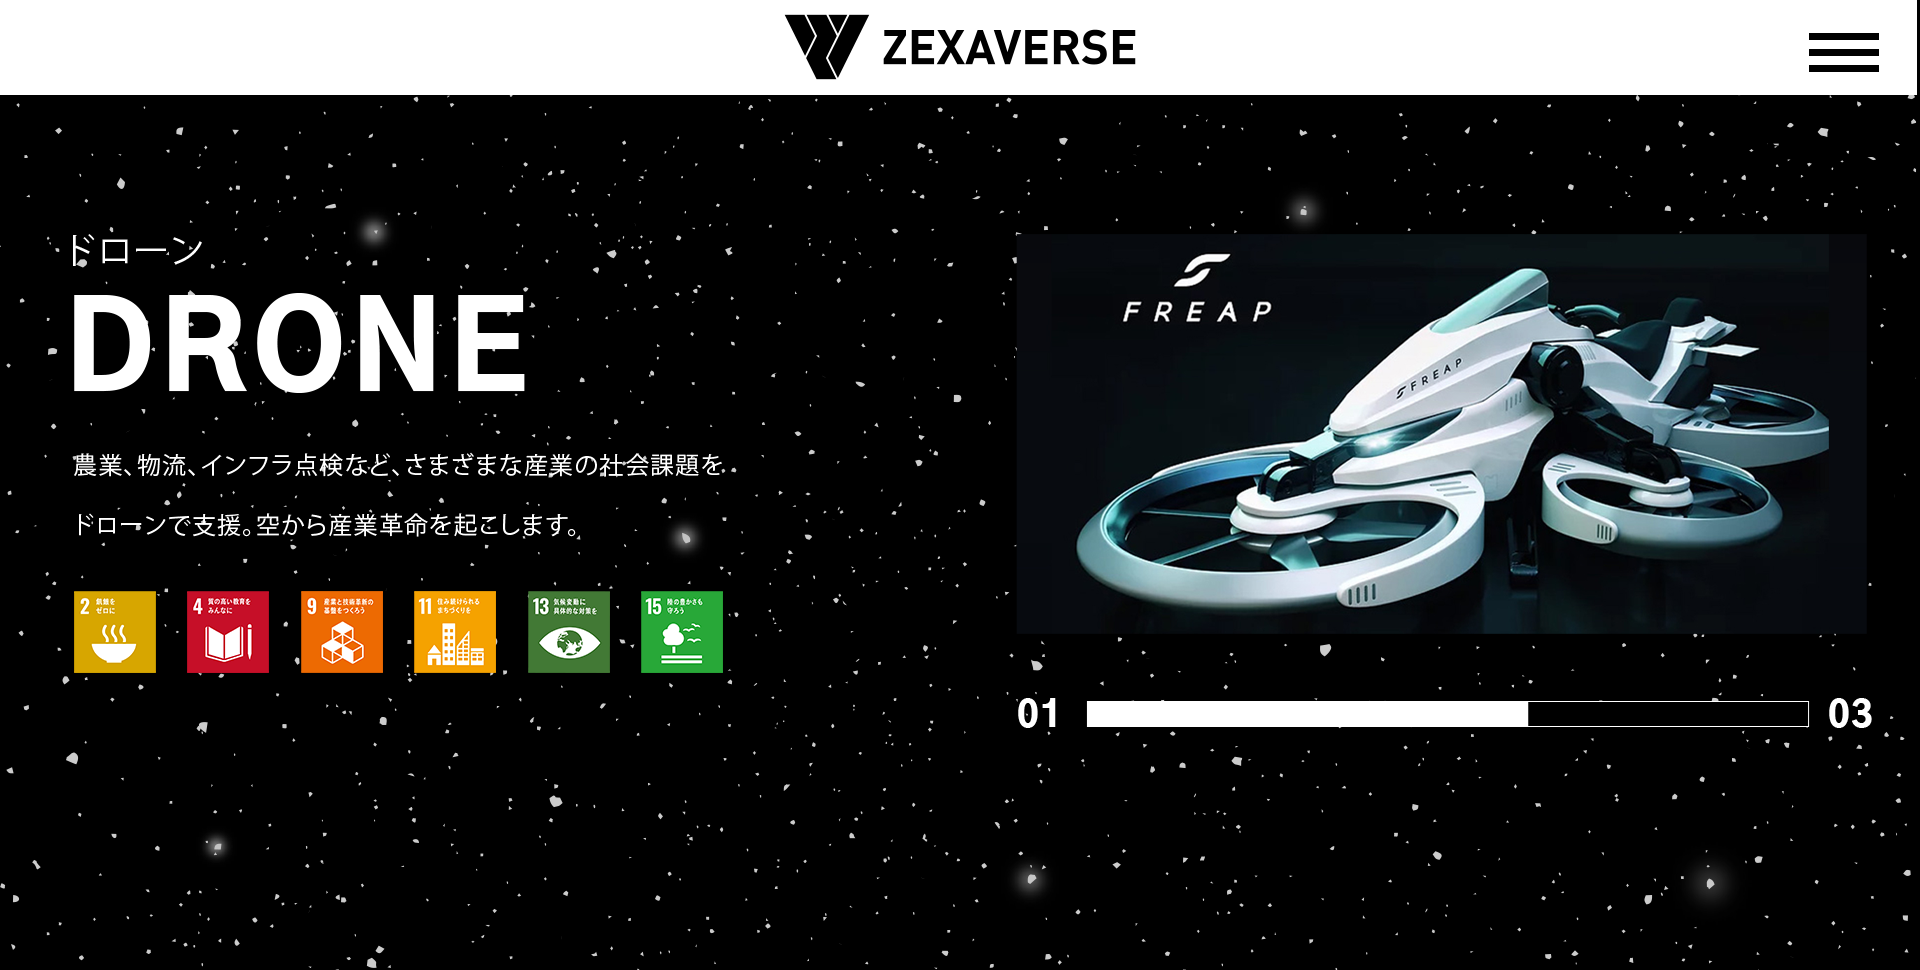 ZEXAVERSE
ドローン
DRONE
農業、物流、インフラ点検など、さまざまな産業の社会課題を
ドローンで支援。空から産業革命を起こします。
2 飢餓を
ゼロに
4 質の高い教育を
みんなに
9 産業と技術革新の
基盤をつくろう
11 住み続けられる
まちづくりを
13 気候変動に
具体的な対策を
15 陸の豊かさも
守ろう
FREAP
FREAP
01
03